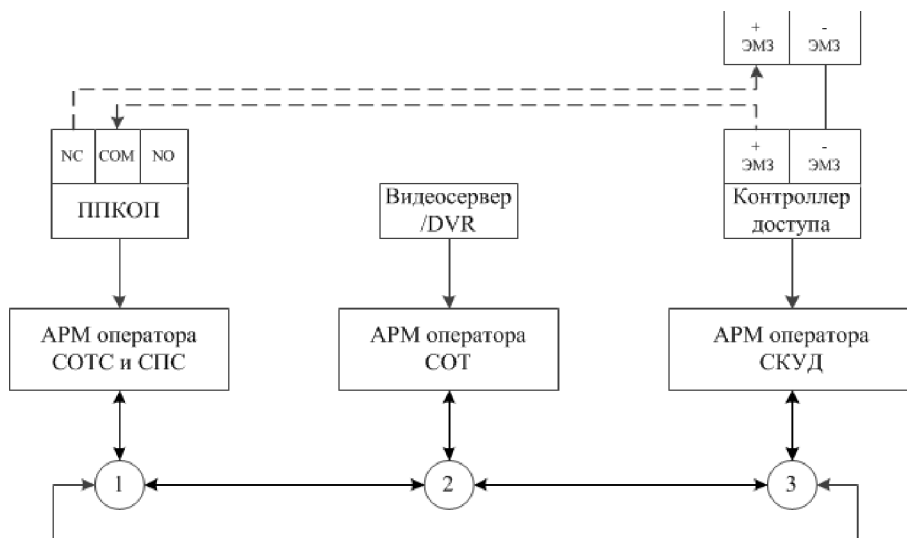 +
ЭМЗ
-
ЭМЗ
NC
COM
NO
+
ЭМЗ
-
ЭМЗ
ППКОП
Видеосервер
/DVR
Контроллер
доступа
АРМ оператора
СОТС и СПС
АРМ оператора
СОТ
АРМ оператора
СКУД
1
2
3